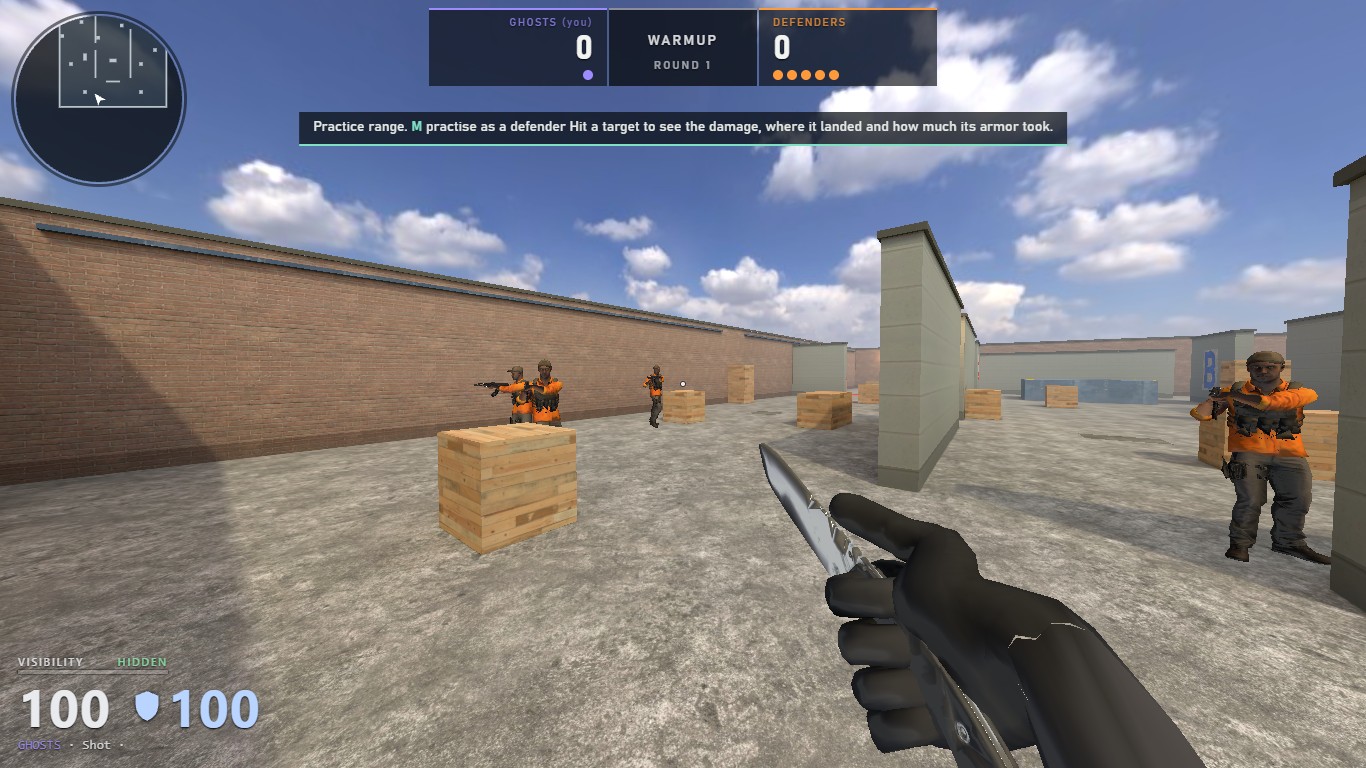 GHOSTS (you)
0
WARMUP
ROUND 1
DEFENDERS
0
Practice range. M practise as a defender Hit a target to see the damage, where it landed and how much its armor took.
B
VISIBILITY HIDDEN
100 100
GHOSTS · Shot ·